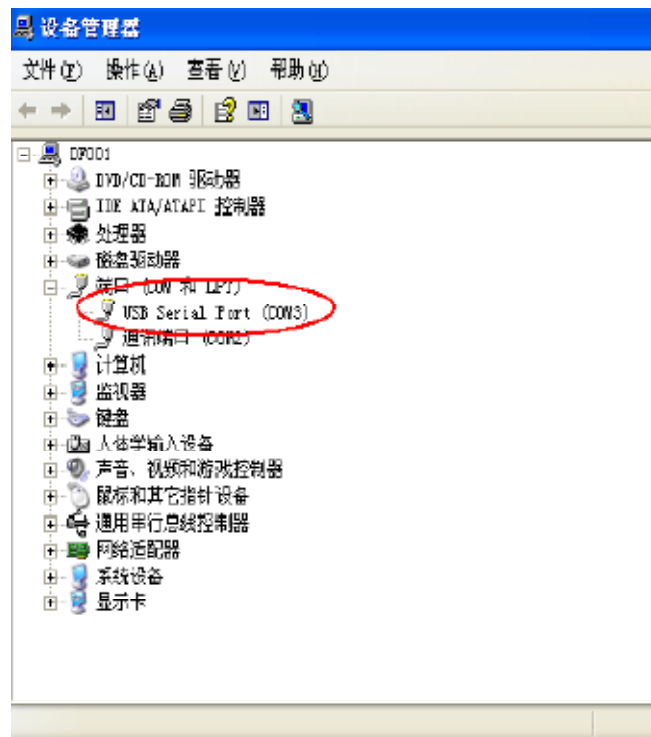 设备管理器
文件(F) 操作(A) 查看(V) 帮助(H)
DF001
DVD/CD-ROM 驱动器
IDE ATA/ATAPI 控制器
处理器
磁盘驱动器
端口 (COM 和 LPT)
USB Serial Port (COM3)
通讯端口 (COM2)
计算机
监视器
键盘
人体学输入设备
声音、视频和游戏控制器
鼠标和其它指针设备
通用串行总线控制器
网络适配器
系统设备
显示卡